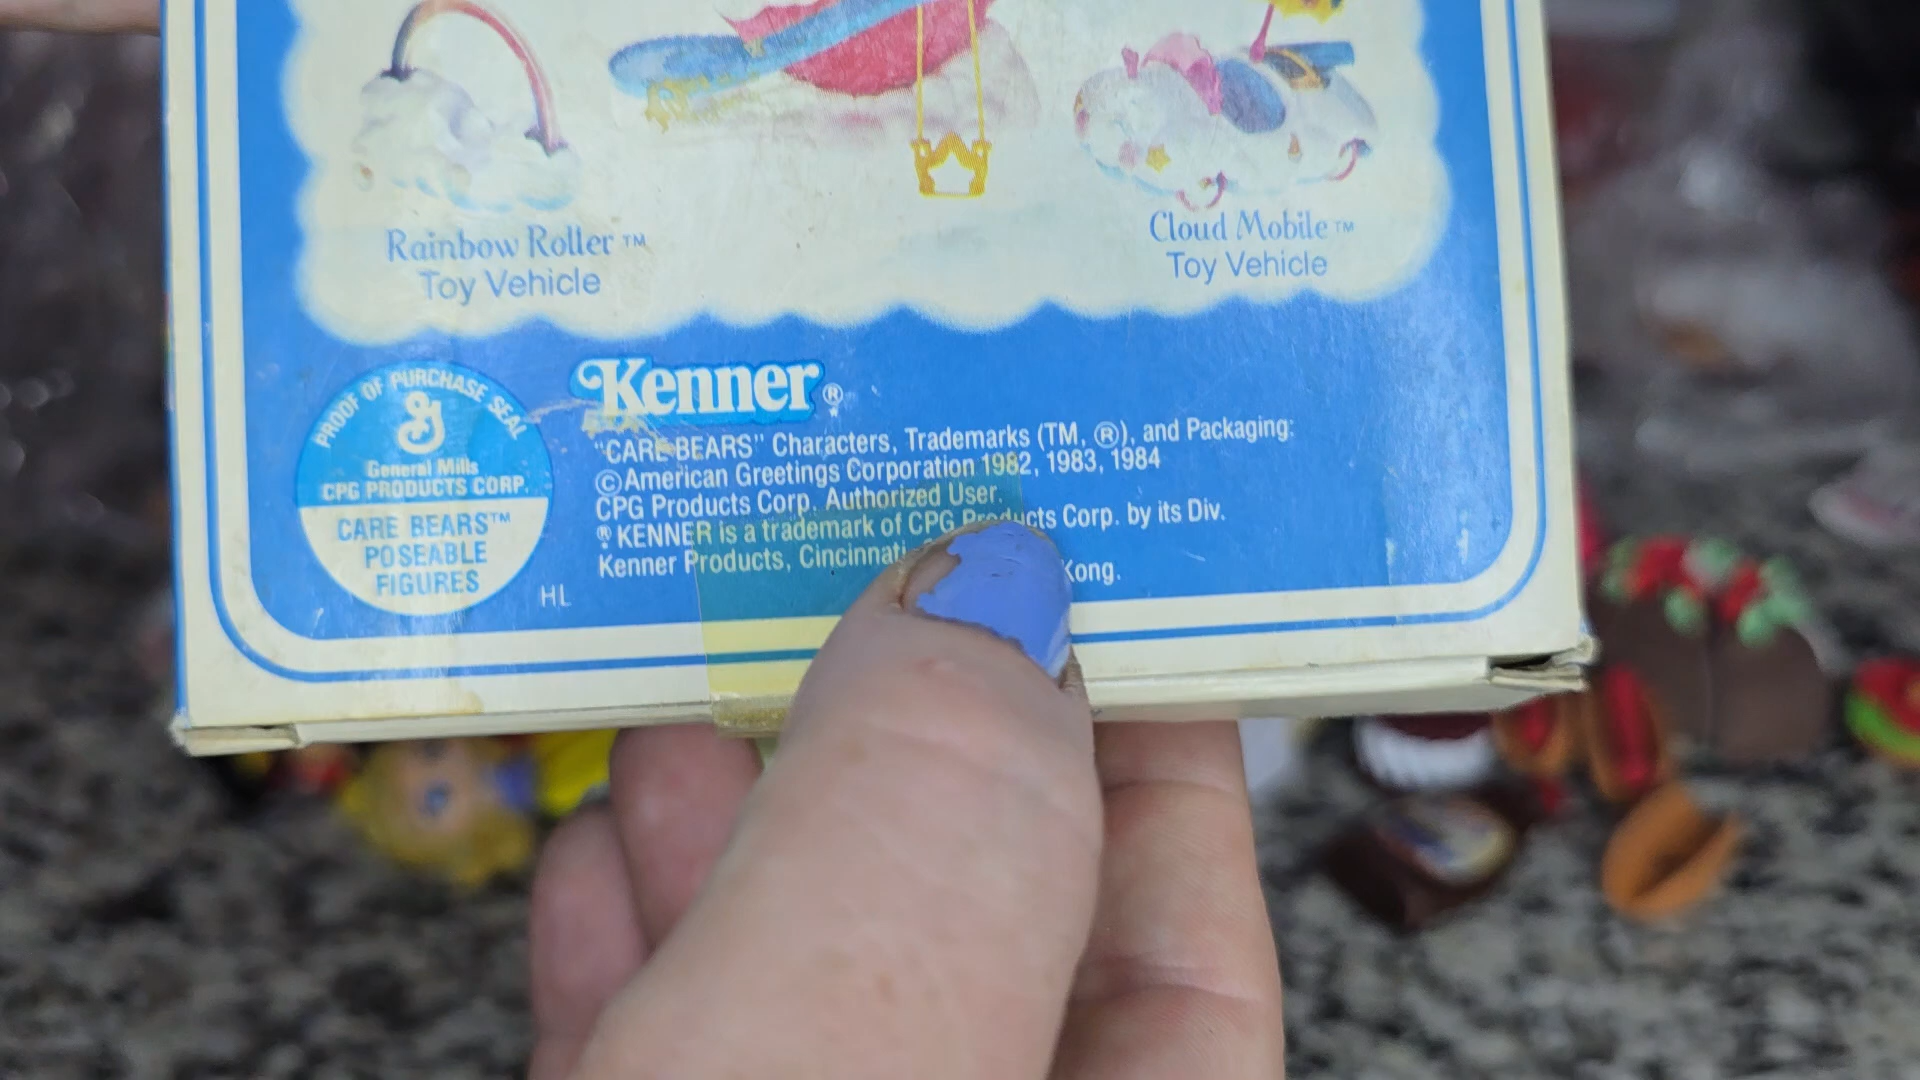 Rainbow Roller™
Toy Vehicle
Cloud Mobile™
Toy Vehicle
PROOF OF PURCHASE SEAL
G
General Mills
CPG PRODUCTS CORP.
CARE BEARS™
POSEABLE
FIGURES
HL
Kenner®
"CARE BEARS" Characters, Trademarks (TM, ®), and Packaging:
©American Greetings Corporation 1982, 1983, 1984
CPG Products Corp. Authorized User.
® KENNER is a trademark of CPG Products Corp. by its Div.
Kenner Products, Cincinnati, Kong.